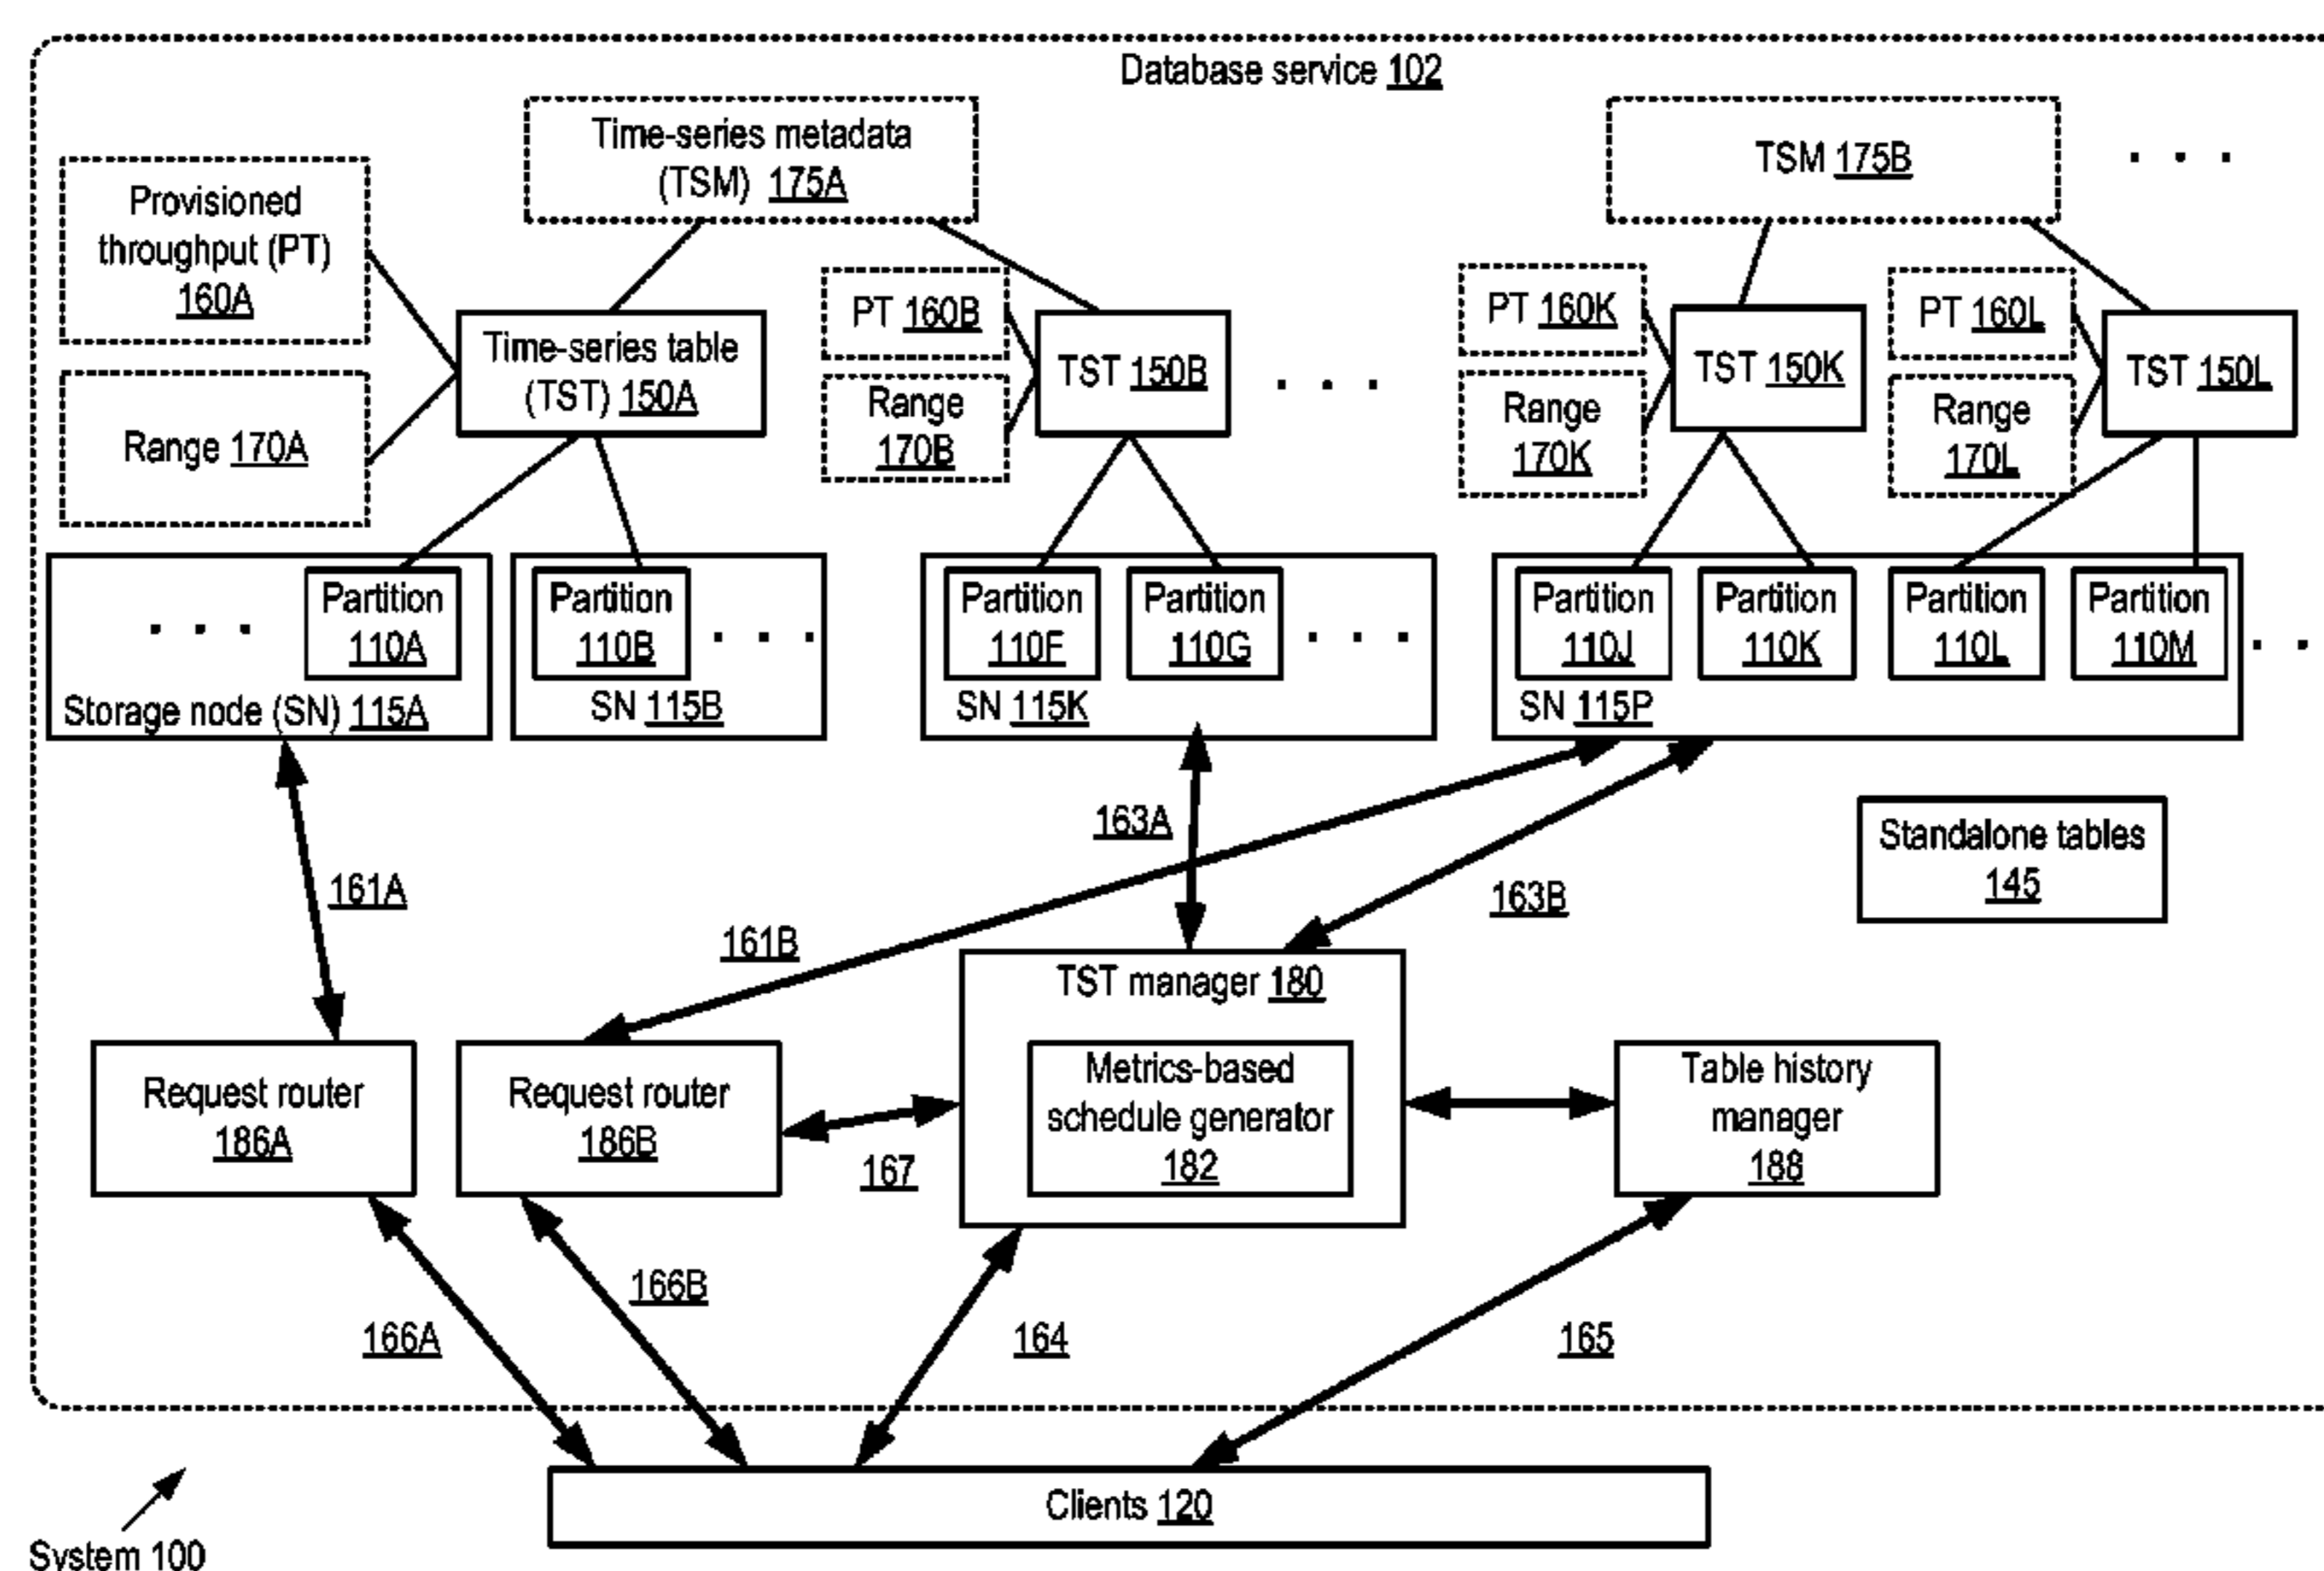 Database service 102
Time-series metadata
(TSM) 175A
TSM 175B
. . .
Provisioned
throughput (PT)
160A
Range 170A
Time-series table
(TST) 150A
PT 160B
Range
170B
TST 150B
. . .
PT 160K
Range
170K
TST 150K
PT 160L
Range
170L
TST 150L
. . .
Partition
110A
Storage node (SN) 115A
Partition
110B
. . .
SN 115B
Partition
110F
Partition
110G
. . .
SN 115K
Partition
110J
Partition
110K
Partition
110L
Partition
110M
SN 115P
. .
161A
161B
163A
163B
Standalone tables
145
Request router
186A
Request router
186B
167
TST manager 180
Metrics-based
schedule generator
182
Table history
manager
188
166A
166B
164
165
Clients 120
System 100